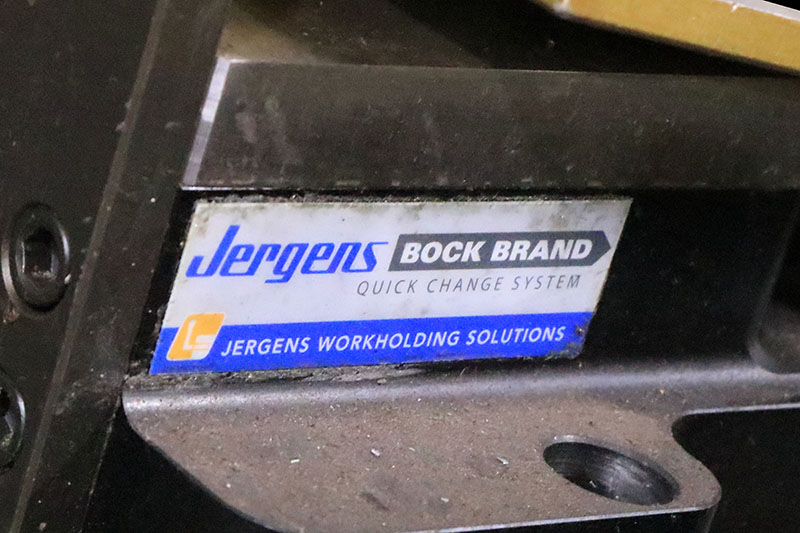 Jergens BOCK BRAND
QUICK CHANGE SYSTEM
JERGENS WORKHOLDING SOLUTIONS